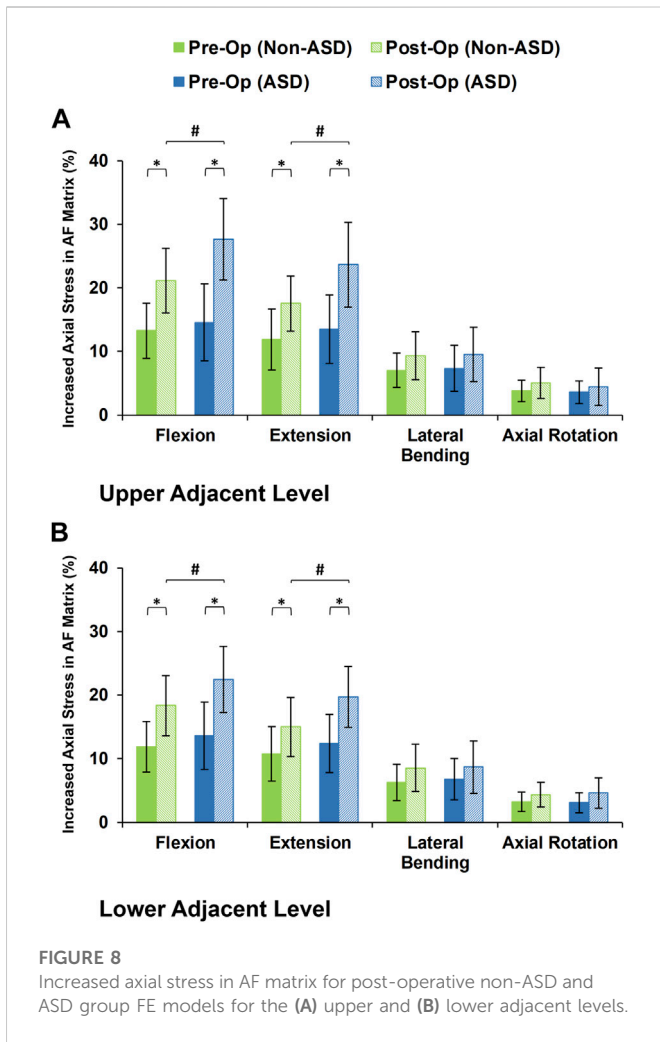 Pre-Op (Non-ASD) Post-Op (Non-ASD)
Pre-Op (ASD) Post-Op (ASD)
A
Increased Axial Stress in AF Matrix (%)
40
30
20
10
0
# #
* * * *
Flexion Extension Lateral Bending Axial Rotation
Upper Adjacent Level
B
Increased Axial Stress in AF Matrix (%)
40
30
20
10
0
# #
* * * *
Flexion Extension Lateral Bending Axial Rotation
Lower Adjacent Level
FIGURE 8
Increased axial stress in AF matrix for post-operative non-ASD and
ASD group FE models for the (A) upper and (B) lower adjacent levels.